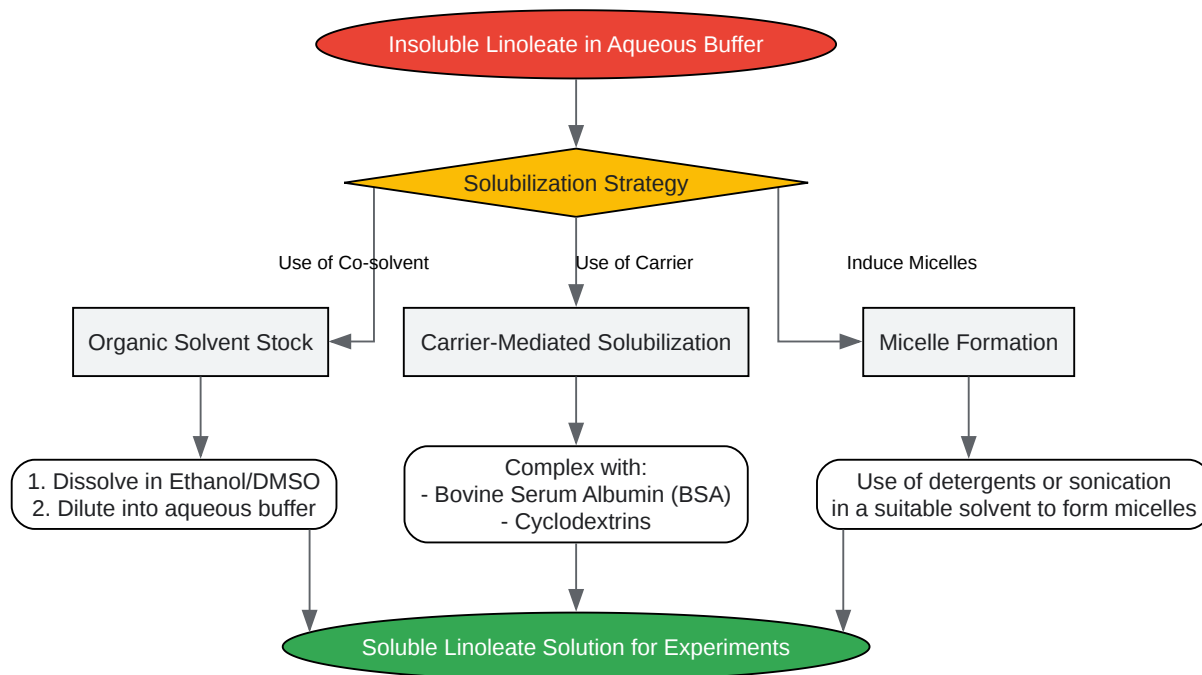 Insoluble Linoleate in Aqueous Buffer
Solubilization Strategy
Use of Co-solvent
Use of Carrier
Induce Micelles
Organic Solvent Stock
Carrier-Mediated Solubilization
Micelle Formation
1. Dissolve in Ethanol/DMSO
2. Dilute into aqueous buffer
Complex with:
- Bovine Serum Albumin (BSA)
- Cyclodextrins
Use of detergents or sonication
in a suitable solvent to form micelles
Soluble Linoleate Solution for Experiments